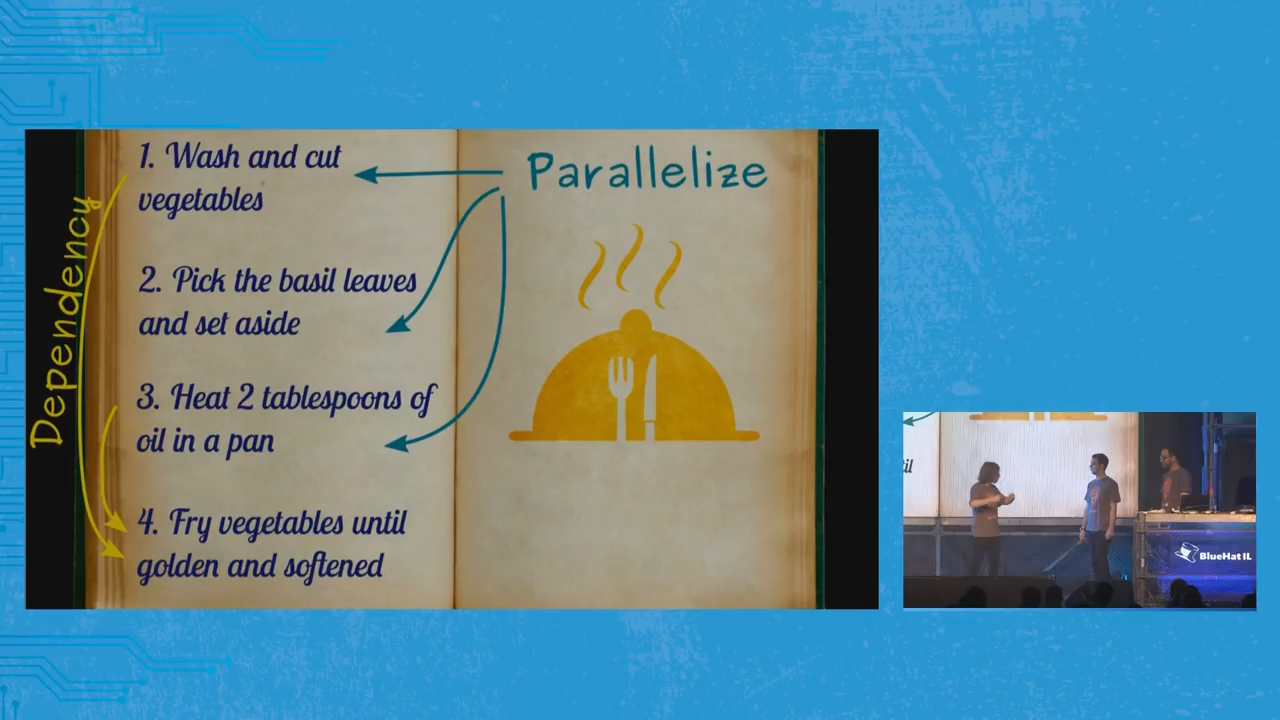 Dependency
1. Wash and cut
vegetables
2. Pick the basil leaves
and set aside
3. Heat 2 tablespoons of
oil in a pan
4. Fry vegetables until
golden and softened
Parallelize
il
BlueHat IL